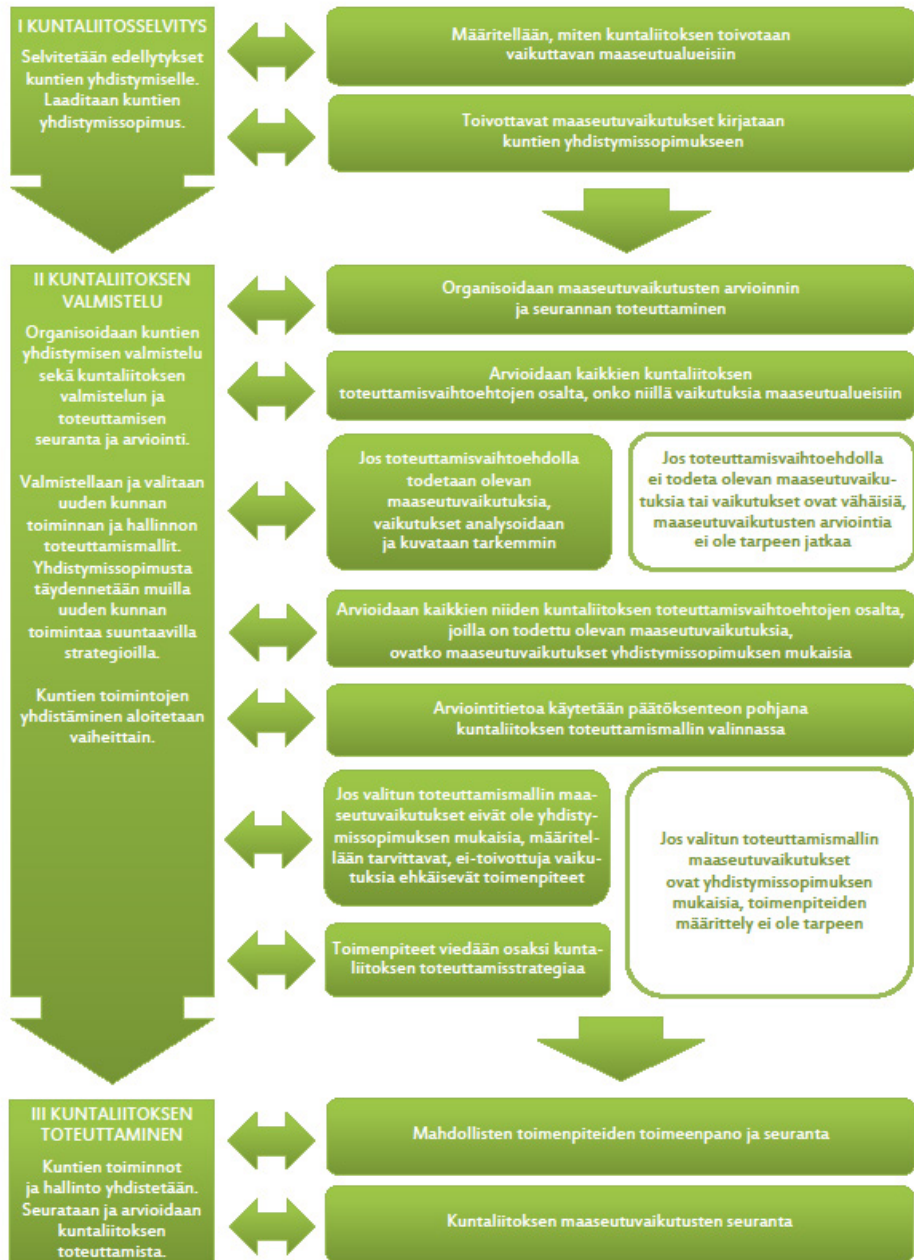 I KUNTALIITOSSELVITYS
Selvitetään edellytykset
kuntien yhdistymiselle.
Laaditaan kuntien
yhdistymissopimus.
Määritellään, miten kuntaliitoksen toivotaan
vaikuttavan maaseutualueisiin
Toivottavat maaseutuvaikutukset kirjataan
kuntien yhdistymissopimukseen
II KUNTALIITOKSEN
VALMISTELU
Organisoidaan kuntien
yhdistymisen valmistelu
sekä kuntaliitoksen
valmistelun ja
toteuttamisen
seuranta ja arviointi.
Valmistellaan ja valitaan
uuden kunnan
toiminnan ja hallinnon
toteuttamismallit.
Yhdistymissopimusta
täydennetään muilla
uuden kunnan
toimintaa suuntaavilla
strategioilla.
Kuntien toimintojen
yhdistäminen aloitetaan
vaiheittain.
Organisoidaan maaseutuvaikutusten arvioinnin
ja seurannan toteuttaminen
Arvioidaan kaikkien kuntaliitoksen
toteuttamisvaihtoehtojen osalta, onko niillä vaikutuksia maaseutualueisiin
Jos toteuttamisvaihtoehdolla
todetaan olevan
maaseutuvaikutuksia,
vaikutukset analysoidaan
ja kuvataan tarkemmin
Jos toteuttamisvaihtoehdolla
ei todeta olevan maaseutuvaiku-
tuksia tai vaikutukset ovat vähäisiä,
maaseutuvaikutusten arviointia
ei ole tarpeen jatkaa
Arvioidaan kaikkien niiden kuntaliitoksen toteuttamisvaihtoehtojen osalta,
joilla on todettu olevan maaseutuvaikutuksia,
ovatko maaseutuvaikutukset yhdistymissopimuksen mukaisia
Arviointitietoa käytetään päätöksenteon pohjana
kuntaliitoksen toteuttamismallin valinnassa
Jos valitun toteuttamismallin maa-
seutuvaikutukset eivät ole yhdisty-
missopimuksen mukaisia, määritel-
lään tarvittavat, ei-toivottuja vaiku-
tuksia ehkäisevät toimenpiteet
Jos valitun toteuttamismallin
maaseutuvaikutukset
ovat yhdistymissopimuksen
mukaisia, toimenpiteiden
määrittely ei ole tarpeen
Toimenpiteet viedään osaksi kunta-
liitoksen toteuttamisstrategiaa
III KUNTALIITOKSEN
TOTEUTTAMINEN
Kuntien toiminnot
ja hallinto yhdistetään.
Seurataan ja arvioidaan
kuntaliitoksen
toteuttamista.
Mahdollisten toimenpiteiden toimeenpano ja seuranta
Kuntaliitoksen maaseutuvaikutusten seuranta